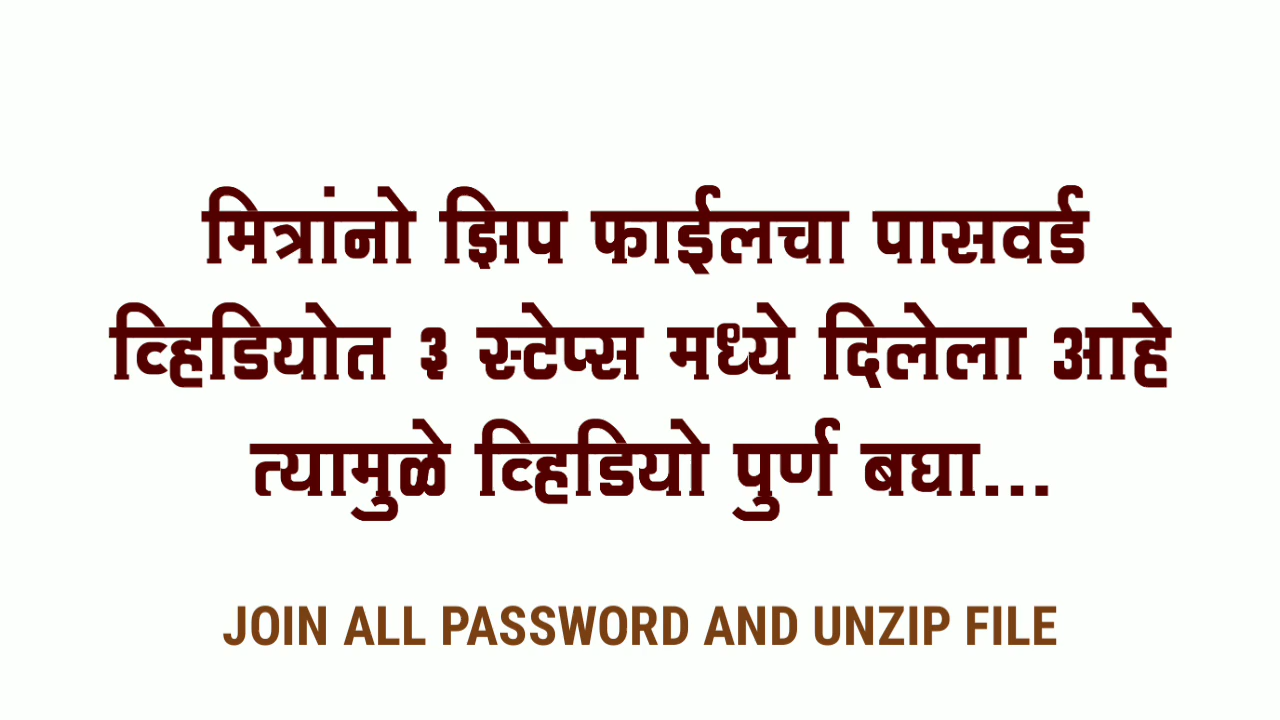 मित्रांनो झिप फाईलचा पासवर्ड
व्हिडियोत ३ स्टेप्स मध्ये दिलेला आहे
त्यामुळे व्हिडियो पुर्ण बघा...
JOIN ALL PASSWORD AND UNZIP FILE